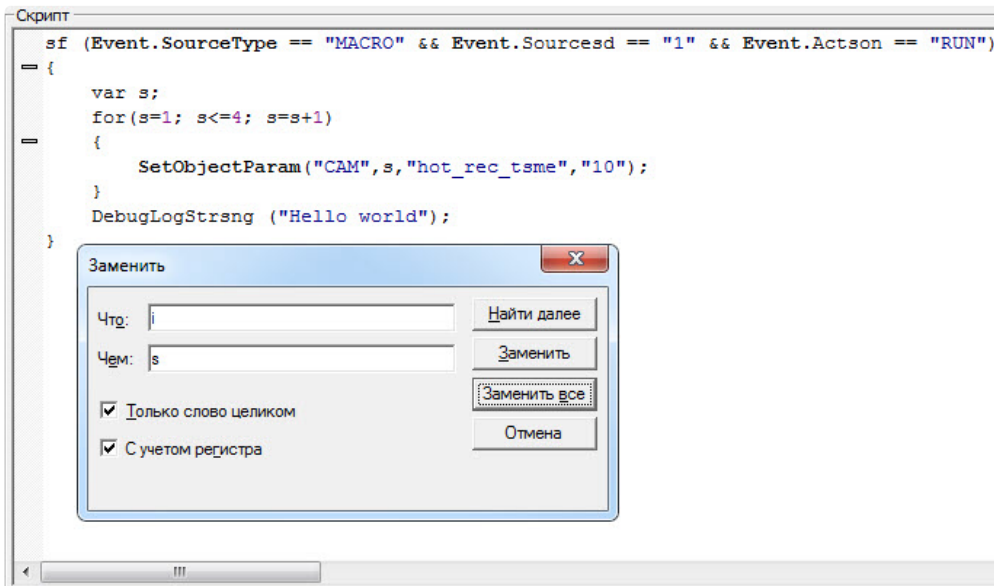 Скрипт
sf (Event.SourceType == "MACRO" && Event.Sourcesd == "1" && Event.Actson == "RUN")
{
var s;
for(s=1; s<=4; s=s+1)
{
SetObjectParam("CAM",s,"hot_rec_tsme","10");
}
DebugLogStrsng ("Hello world");
}
Заменить
Что: i
Найти далее
Чем: s
Заменить
Заменить все
Только слово целиком
Отмена
С учетом регистра